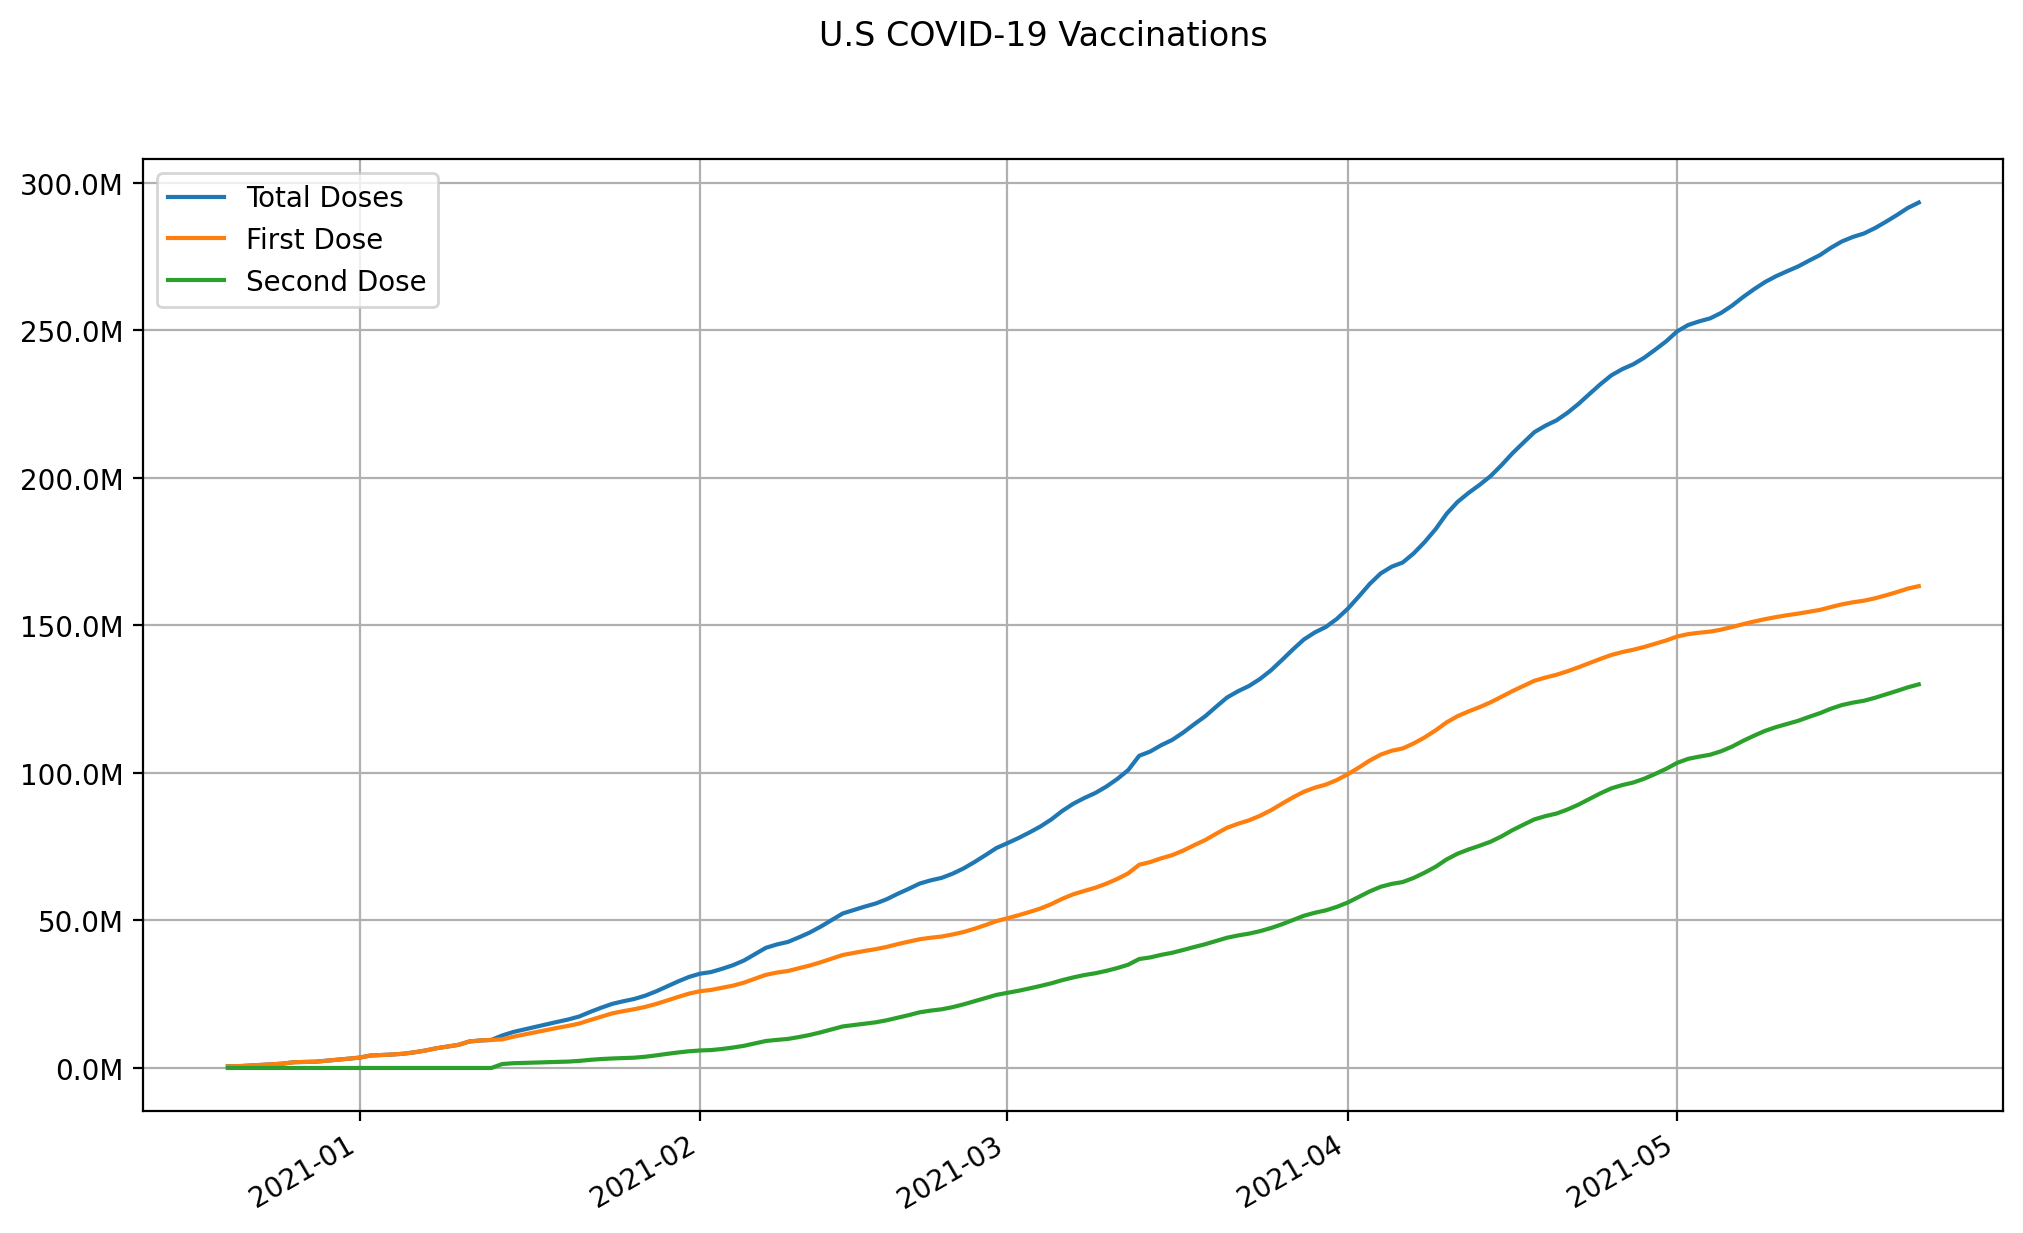 U.S COVID-19 Vaccinations
300.0M
250.0M
200.0M
150.0M
100.0M
50.0M
0.0M
Total Doses
First Dose
Second Dose
2021-01
2021-02
2021-03
2021-04
2021-05